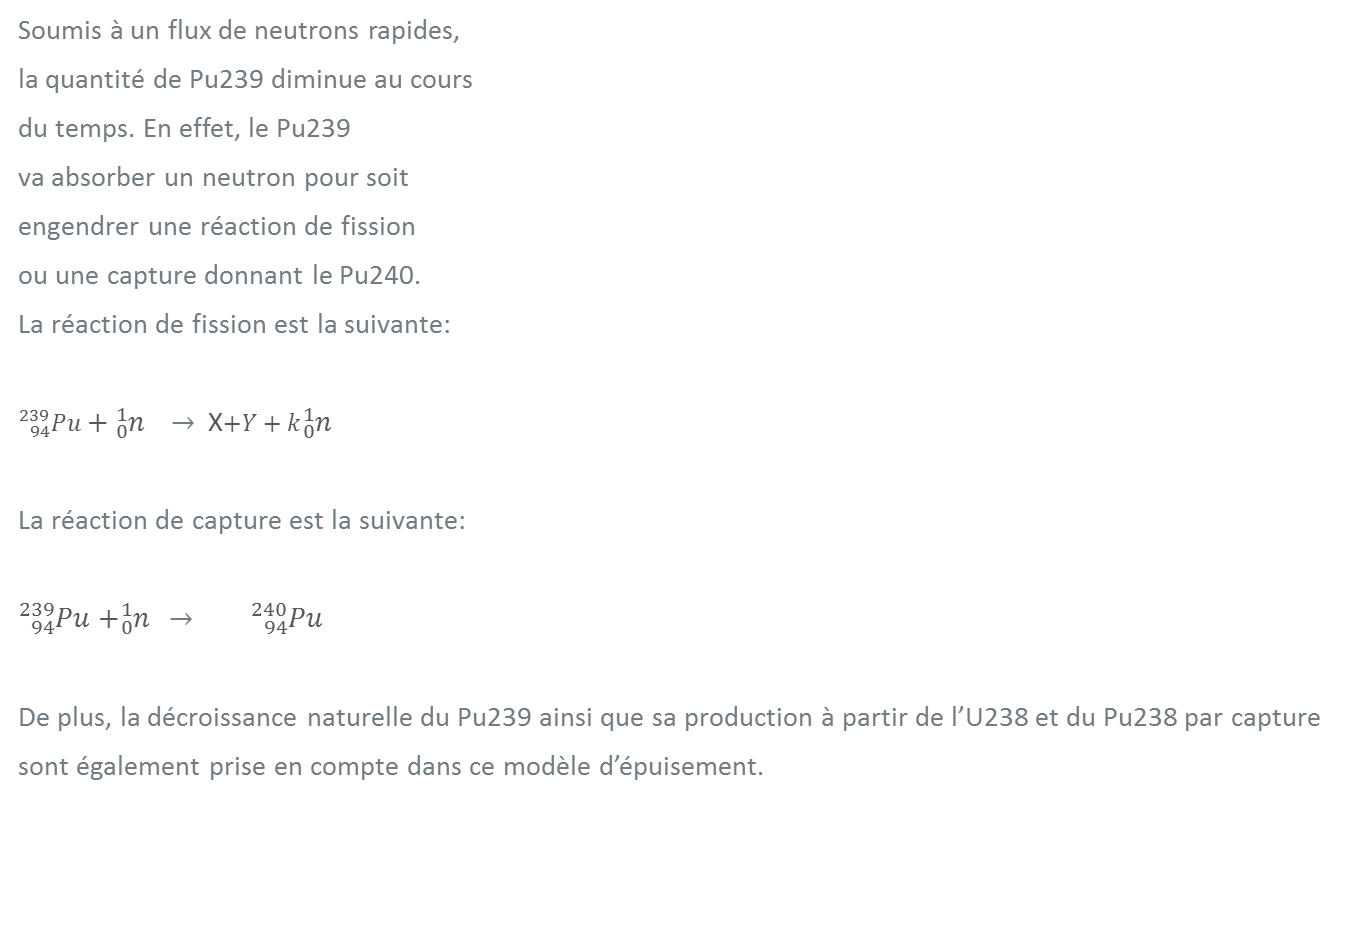 Soumis à un flux de neutrons rapides,
la quantité de Pu239 diminue au cours
du temps. En effet, le Pu239
va absorber un neutron pour soit
engendrer une réaction de fission
ou une capture donnant le Pu240.
La réaction de fission est la suivante:
²³⁹₉₄Pu + ¹₀n → X+Y + k¹₀n
La réaction de capture est la suivante:
²³⁹₉₄Pu +¹₀n → ²⁴⁰₉₄Pu
De plus, la décroissance naturelle du Pu239 ainsi que sa production à partir de l’U238 et du Pu238 par capture
sont également prise en compte dans ce modèle d’épuisement.